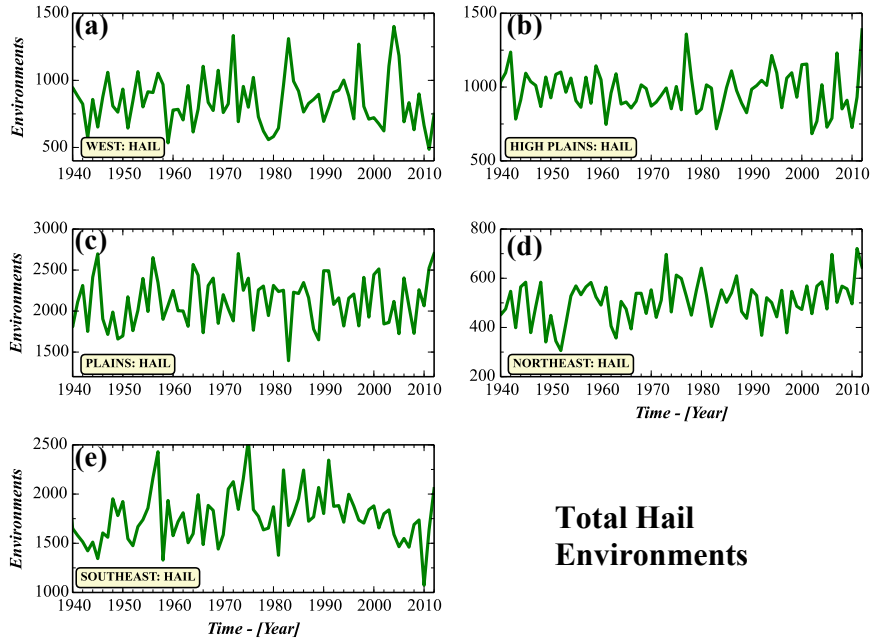 (a)
Environments
1500
1000
500
WEST: HAIL
1940 1950 1960 1970 1980 1990 2000 2010
(b)
1500
1000
500
HIGH PLAINS: HAIL
1940 1950 1960 1970 1980 1990 2000 2010
(c)
Environments
3000
2500
2000
1500
PLAINS: HAIL
1940 1950 1960 1970 1980 1990 2000 2010
(d)
800
600
400
200
NORTHEAST: HAIL
1940 1950 1960 1970 1980 1990 2000 2010
Time - [Year]
(e)
Environments
2500
2000
1500
1000
SOUTHEAST: HAIL
1940 1950 1960 1970 1980 1990 2000 2010
Time - [Year]
Total Hail
Environments